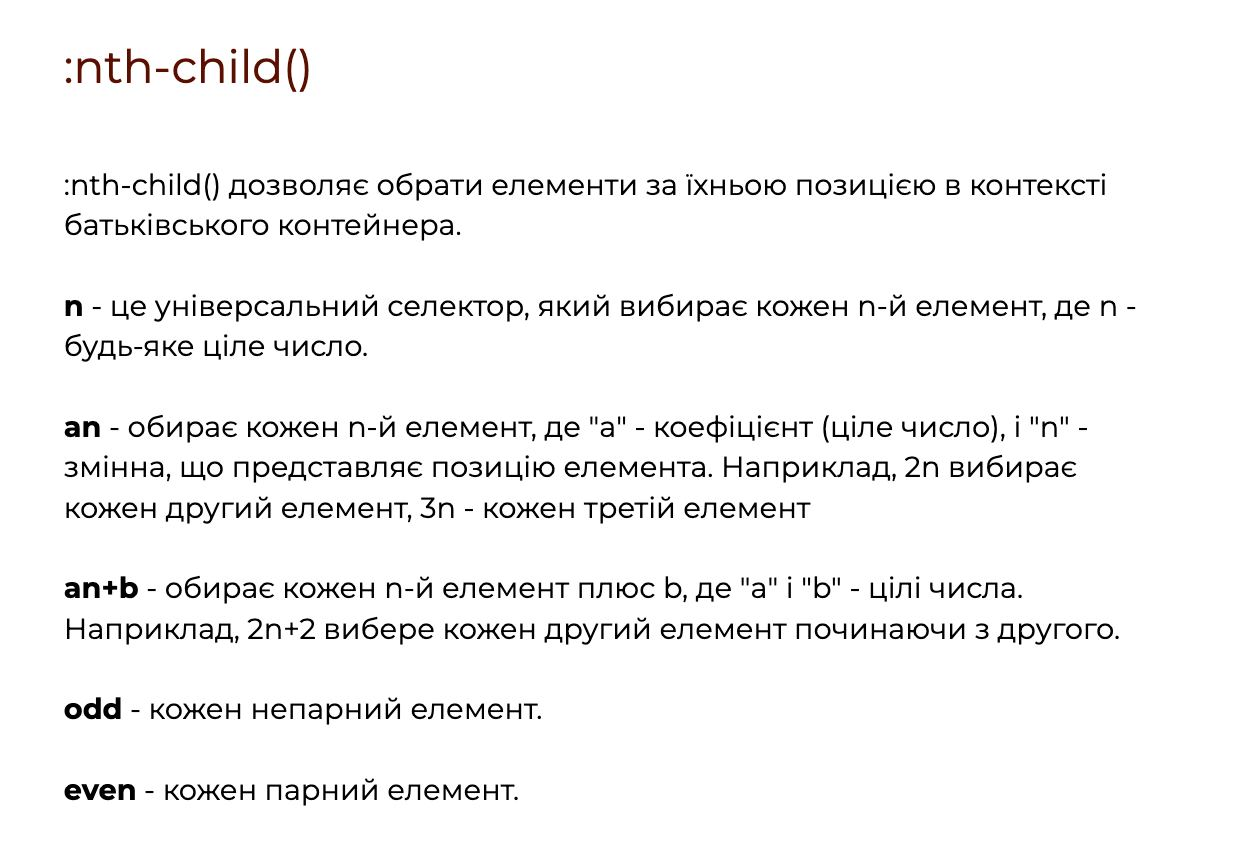 :nth-child()
:nth-child() дозволяє обрати елементи за їхньою позицією в контексті
батьківського контейнера.
n - це універсальний селектор, який вибирає кожен n-й елемент, де n -
будь-яке ціле число.
an - обирає кожен n-й елемент, де "a" - коефіцієнт (ціле число), і "n" -
змінна, що представляє позицію елемента. Наприклад, 2n вибирає
кожен другий елемент, 3n - кожен третій елемент
an+b - обирає кожен n-й елемент плюс b, де "a" і "b" - цілі числа.
Наприклад, 2n+2 вибере кожен другий елемент починаючи з другого.
odd - кожен непарний елемент.
even - кожен парний елемент.